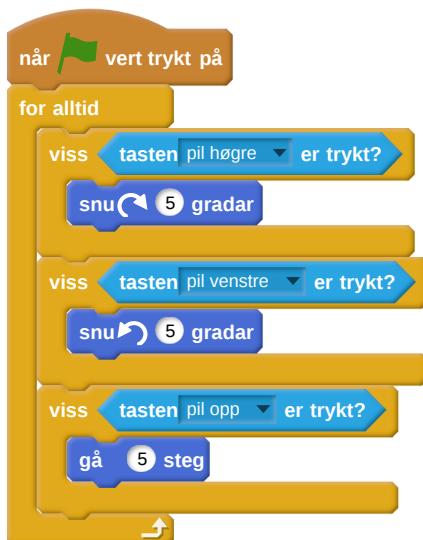 når vert trykt på
for alltid
viss tasten pil høgre er trykt?
snu 5 gradar
viss tasten pil venstre er trykt?
snu 5 gradar
viss tasten pil opp er trykt?
gå 5 steg